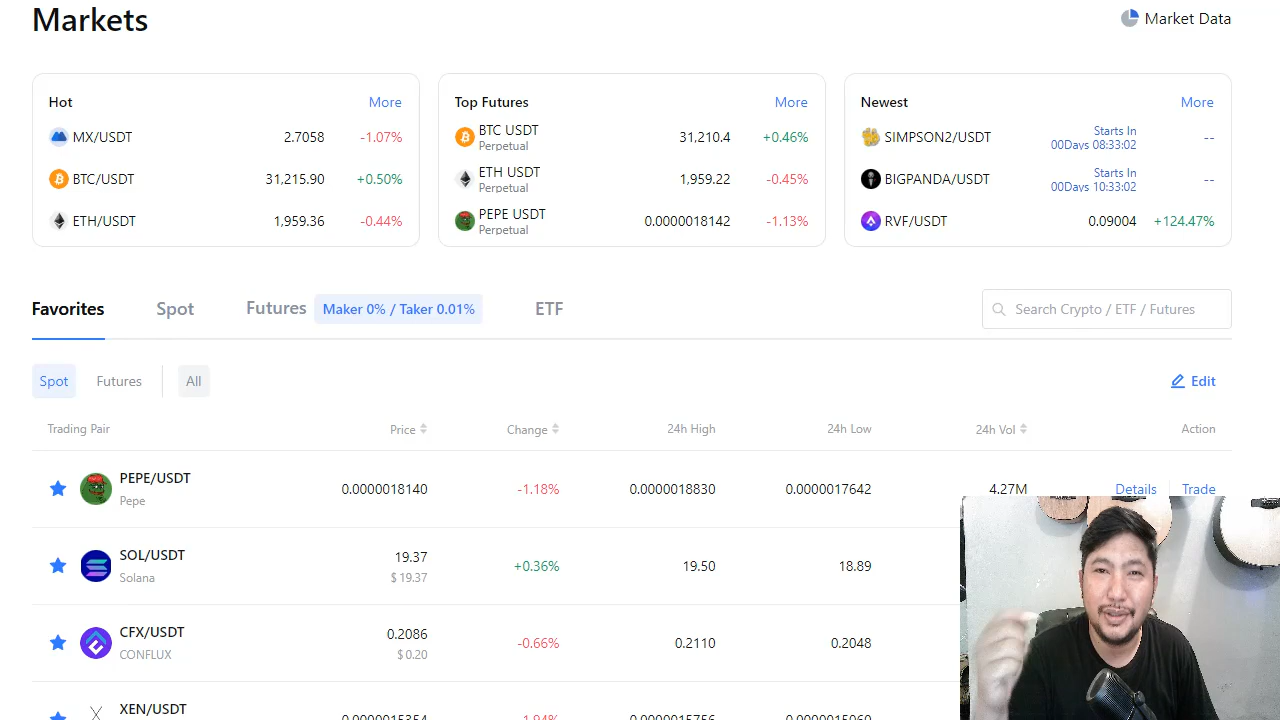 Markets
Market Data
Hot More
MX/USDT 2.7058 -1.07%
BTC/USDT 31,215.90 +0.50%
ETH/USDT 1,959.36 -0.44%
Top Futures More
BTC USDT 31,210.4 +0.46%
Perpetual
ETH USDT 1,959.22 -0.45%
Perpetual
PEPE USDT 0.0000018142 -1.13%
Perpetual
Newest More
SIMPSON2/USDT Starts In --
00Days 08:33:02
BIGPANDA/USDT Starts In --
00Days 10:33:02
RVF/USDT 0.09004 +124.47%
Favorites Spot Futures Maker 0% / Taker 0.01% ETF Search Crypto / ETF / Futures
Spot Futures All Edit
Trading Pair Price Change 24h High 24h Low 24h Vol Action
PEPE/USDT 0.0000018140 -1.18% 0.0000018830 0.0000017642 4.27M Details Trade
Pepe
SOL/USDT 19.37 +0.36% 19.50 18.89
Solana $ 19.37
CFX/USDT 0.2086 -0.66% 0.2110 0.2048
CONFLUX $ 0.20
XEN/USDT